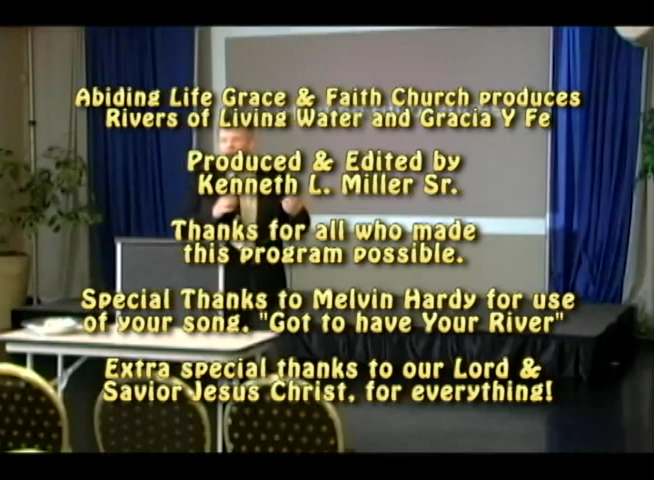 Abiding Life Grace & Faith Church produces
Rivers of Living Water and Gracia Y Fe
Produced & Edited by
Kenneth L. Miller Sr.
Thanks for all who made
this program possible.
Special Thanks to Melvin Hardy for use
of your song, "Got to have Your River"
Extra special thanks to our Lord &
Savior Jesus Christ, for everything!